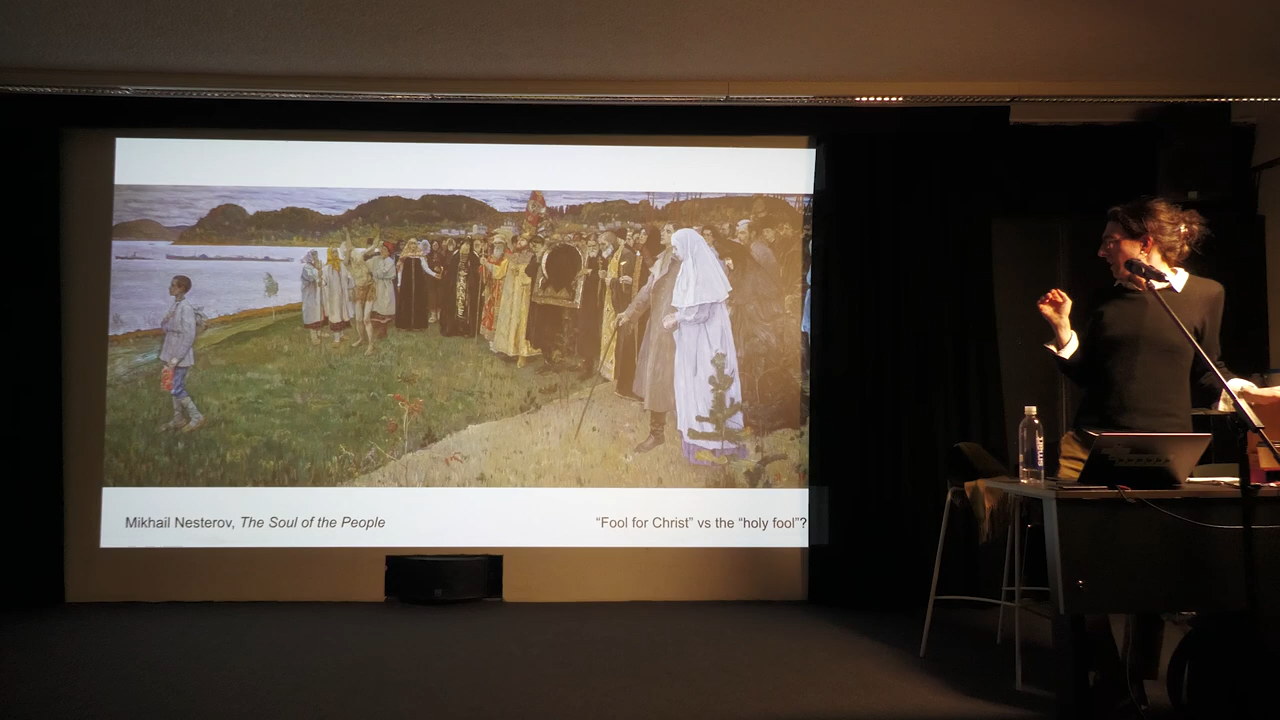 Mikhail Nesterov, The Soul of the People
“Fool for Christ” vs the “holy fool”?